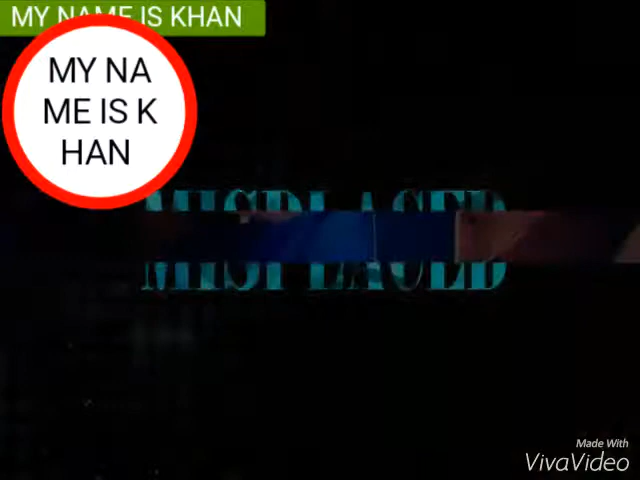 MY NAME IS KHAN
MY NA
ME IS K
HAN
MISPLACED
Made With
VivaVideo